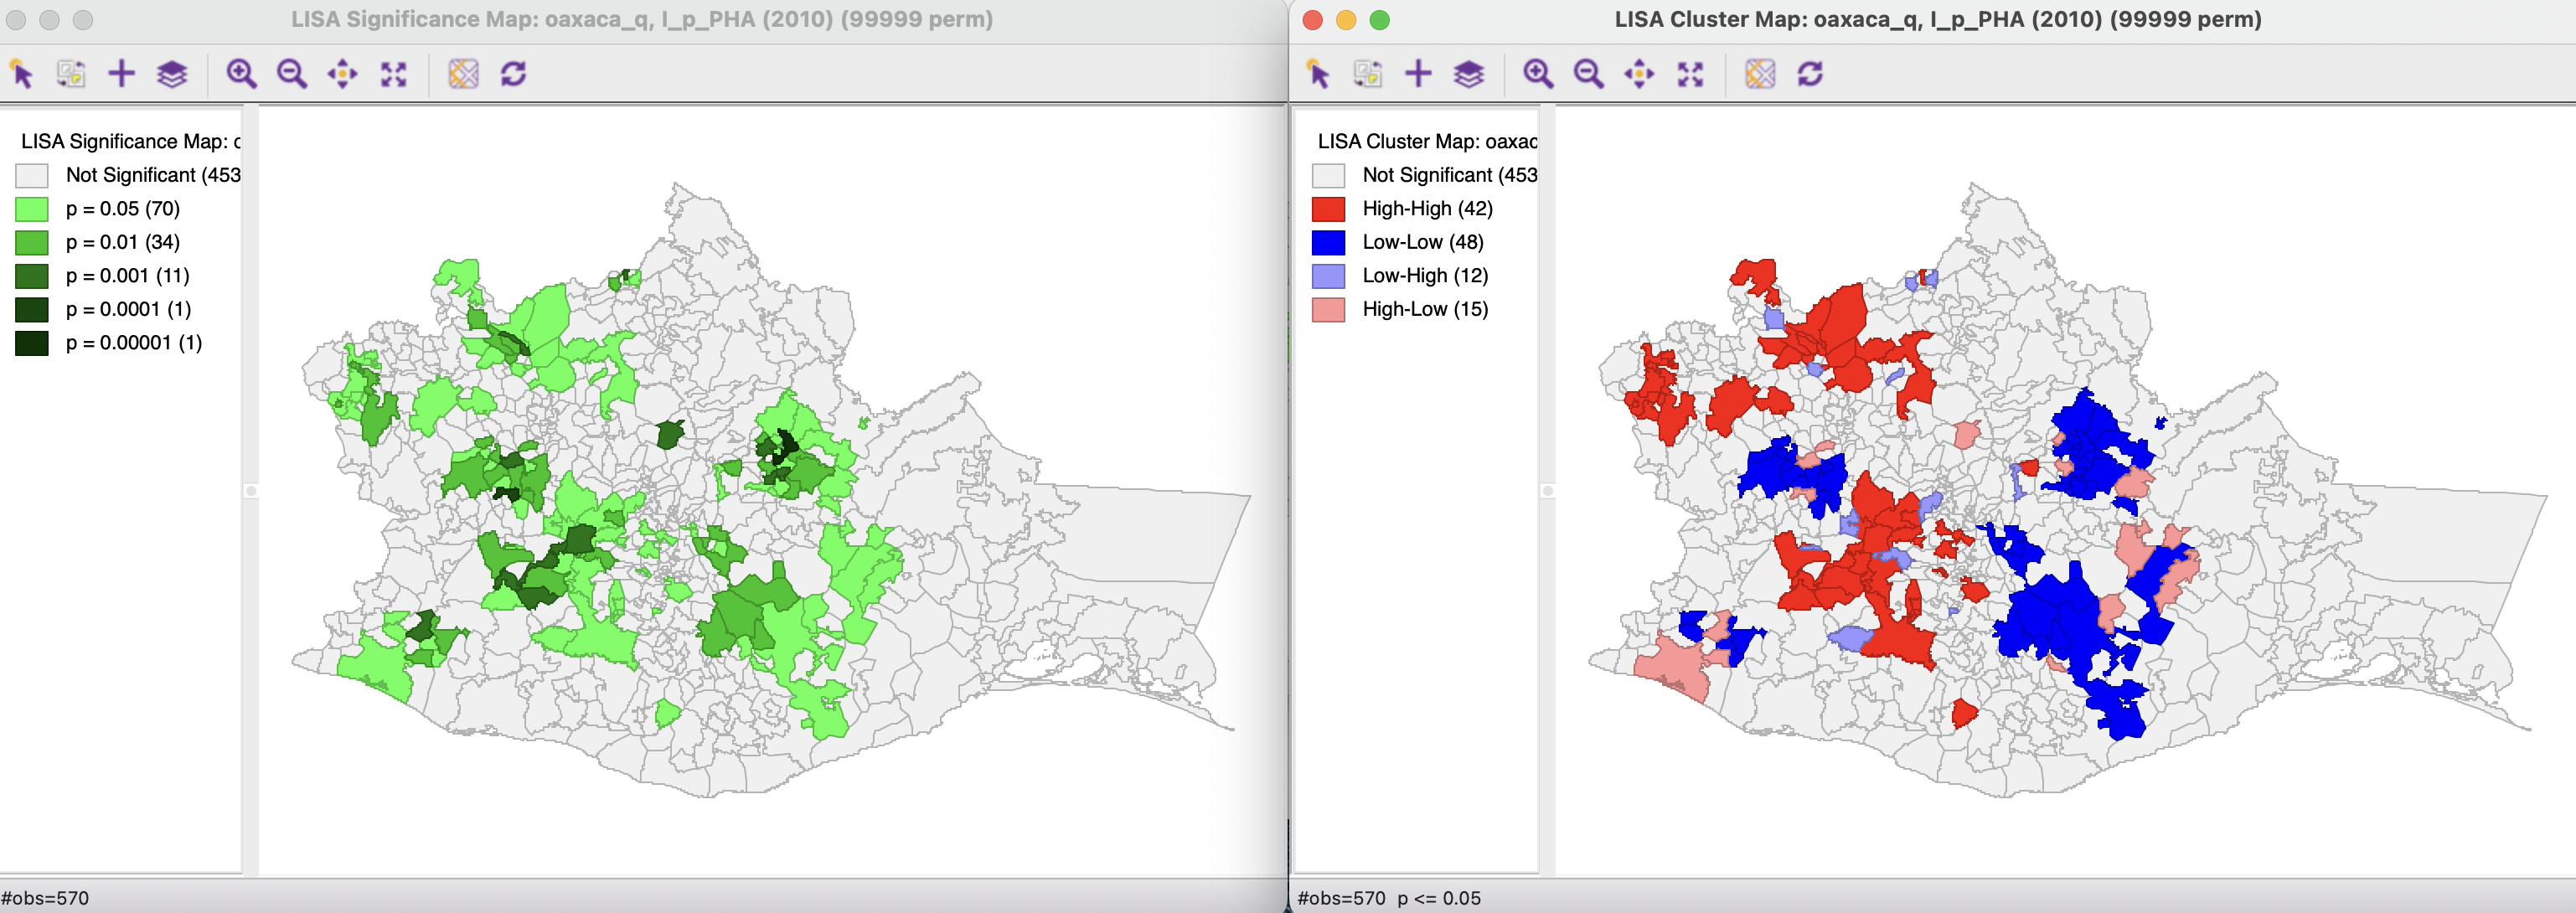 LISA Significance Map: oaxaca_q, I_p_PHA (2010) (99999 perm)
LISA Significance Map: c
Not Significant (453
p = 0.05 (70)
p = 0.01 (34)
p = 0.001 (11)
p = 0.0001 (1)
p = 0.00001 (1)
#obs=570
LISA Cluster Map: oaxaca_q, I_p_PHA (2010) (99999 perm)
LISA Cluster Map: oaxac
Not Significant (453
High-High (42)
Low-Low (48)
Low-High (12)
High-Low (15)
#obs=570 p <= 0.05